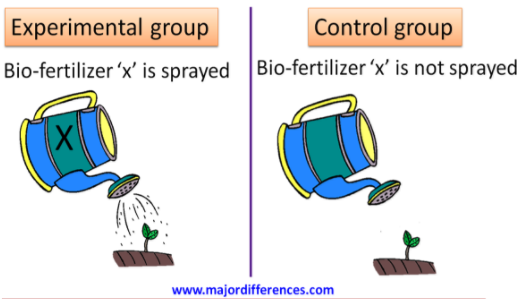 Experimental group
Bio-fertilizer ‘x’ is sprayed
X
Control group
Bio-fertilizer ‘x’ is not sprayed
www.majordifferences.com